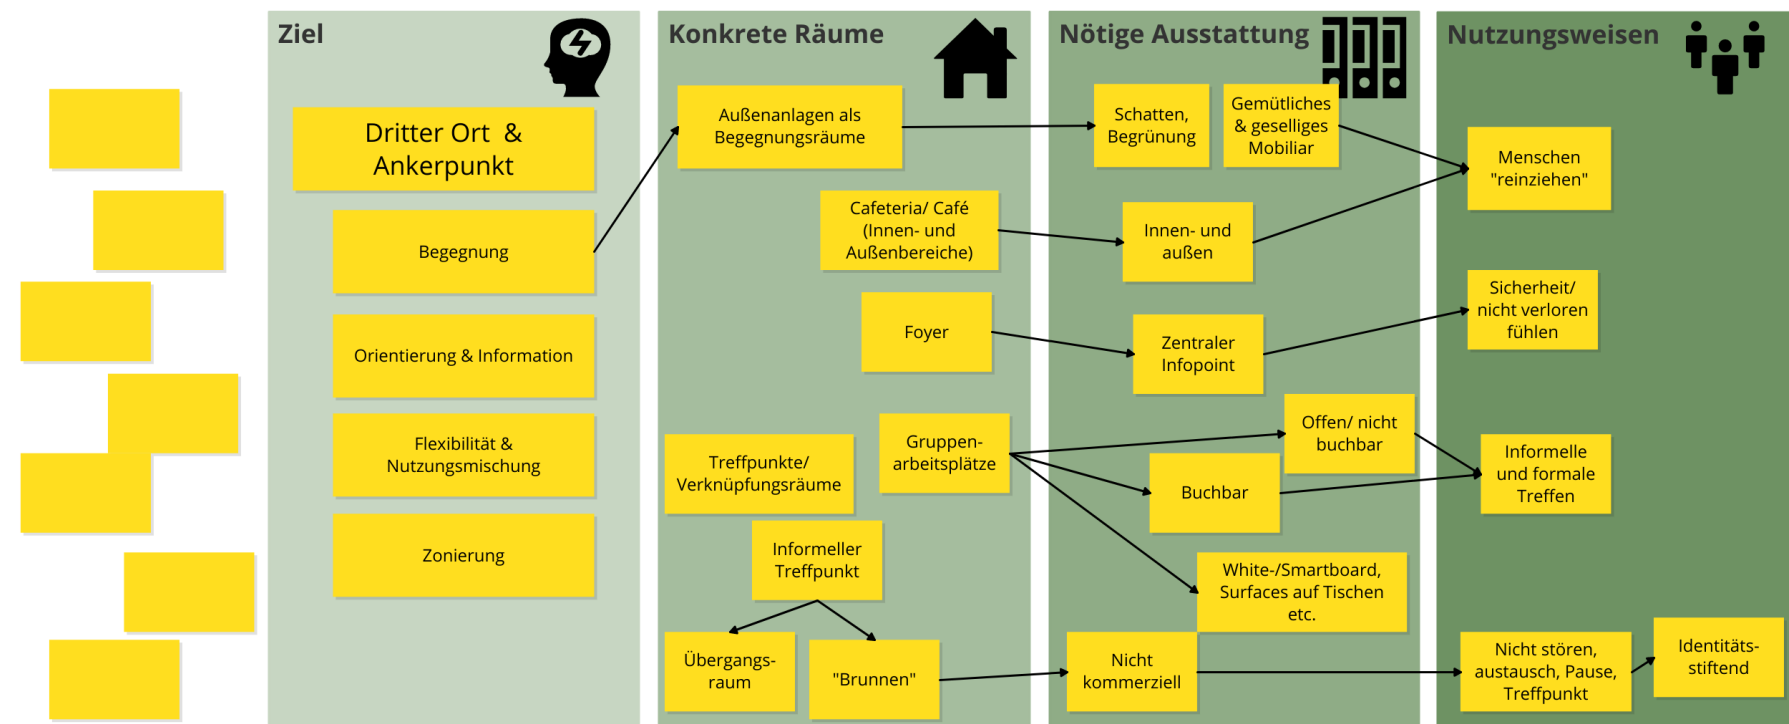 Ziel
Dritter Ort &
Ankerpunkt
Begegnung
Orientierung & Information
Flexibilität &
Nutzungsmischung
Zonierung
Konkrete Räume
Außenanlagen als
Begegnungsräume
Cafeteria/ Café
(Innen- und
Außenbereiche)
Foyer
Gruppen-
arbeitsplätze
Treffpunkte/
Verknüpfungsräume
Informeller
Treffpunkt
Übergangs-
raum
"Brunnen"
Nötige Ausstattung
Schatten,
Begrünung
Gemütliches
& geselliges
Mobiliar
Innen- und
außen
Zentraler
Infopoint
Offen/ nicht
buchbar
Buchbar
White-/Smartboard,
Surfaces auf Tischen
etc.
Nicht
kommerziell
Nutzungsweisen
Menschen
"reinziehen"
Sicherheit/
nicht verloren
fühlen
Informelle
und formale
Treffen
Nicht stören,
austausch, Pause,
Treffpunkt
Identitäts-
stiftend